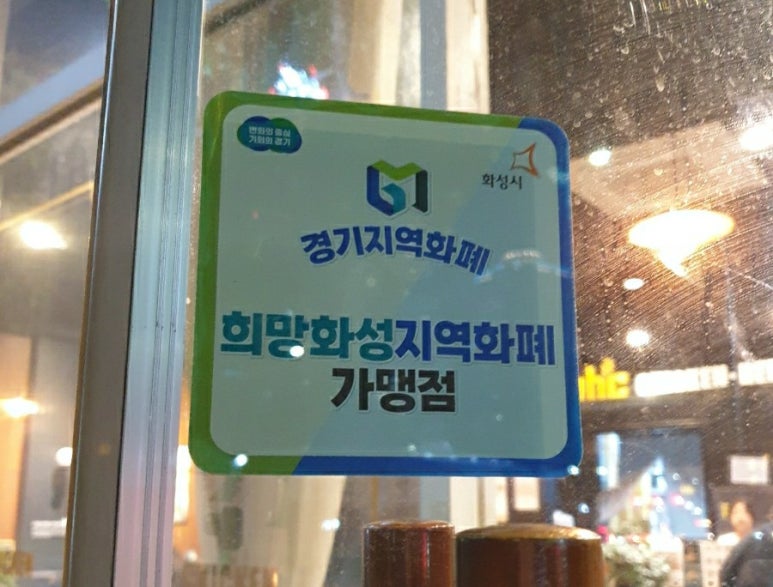 변화의 중심
기회의 경기
화성시
경기지역화폐
희망화성지역화폐
가맹점